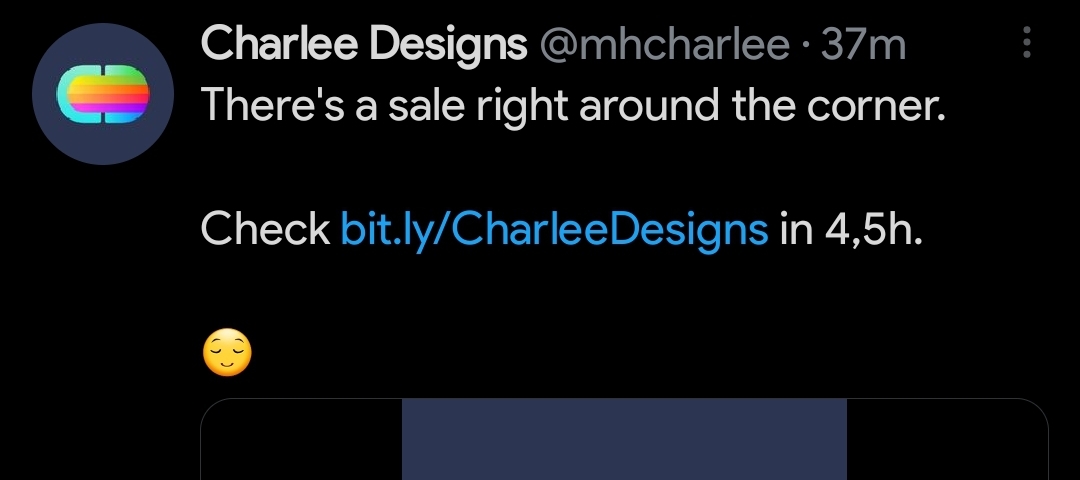 Charlee Designs @mhcharlee · 37m
There's a sale right around the corner.
Check bit.ly/CharleeDesigns in 4,5h.
😌